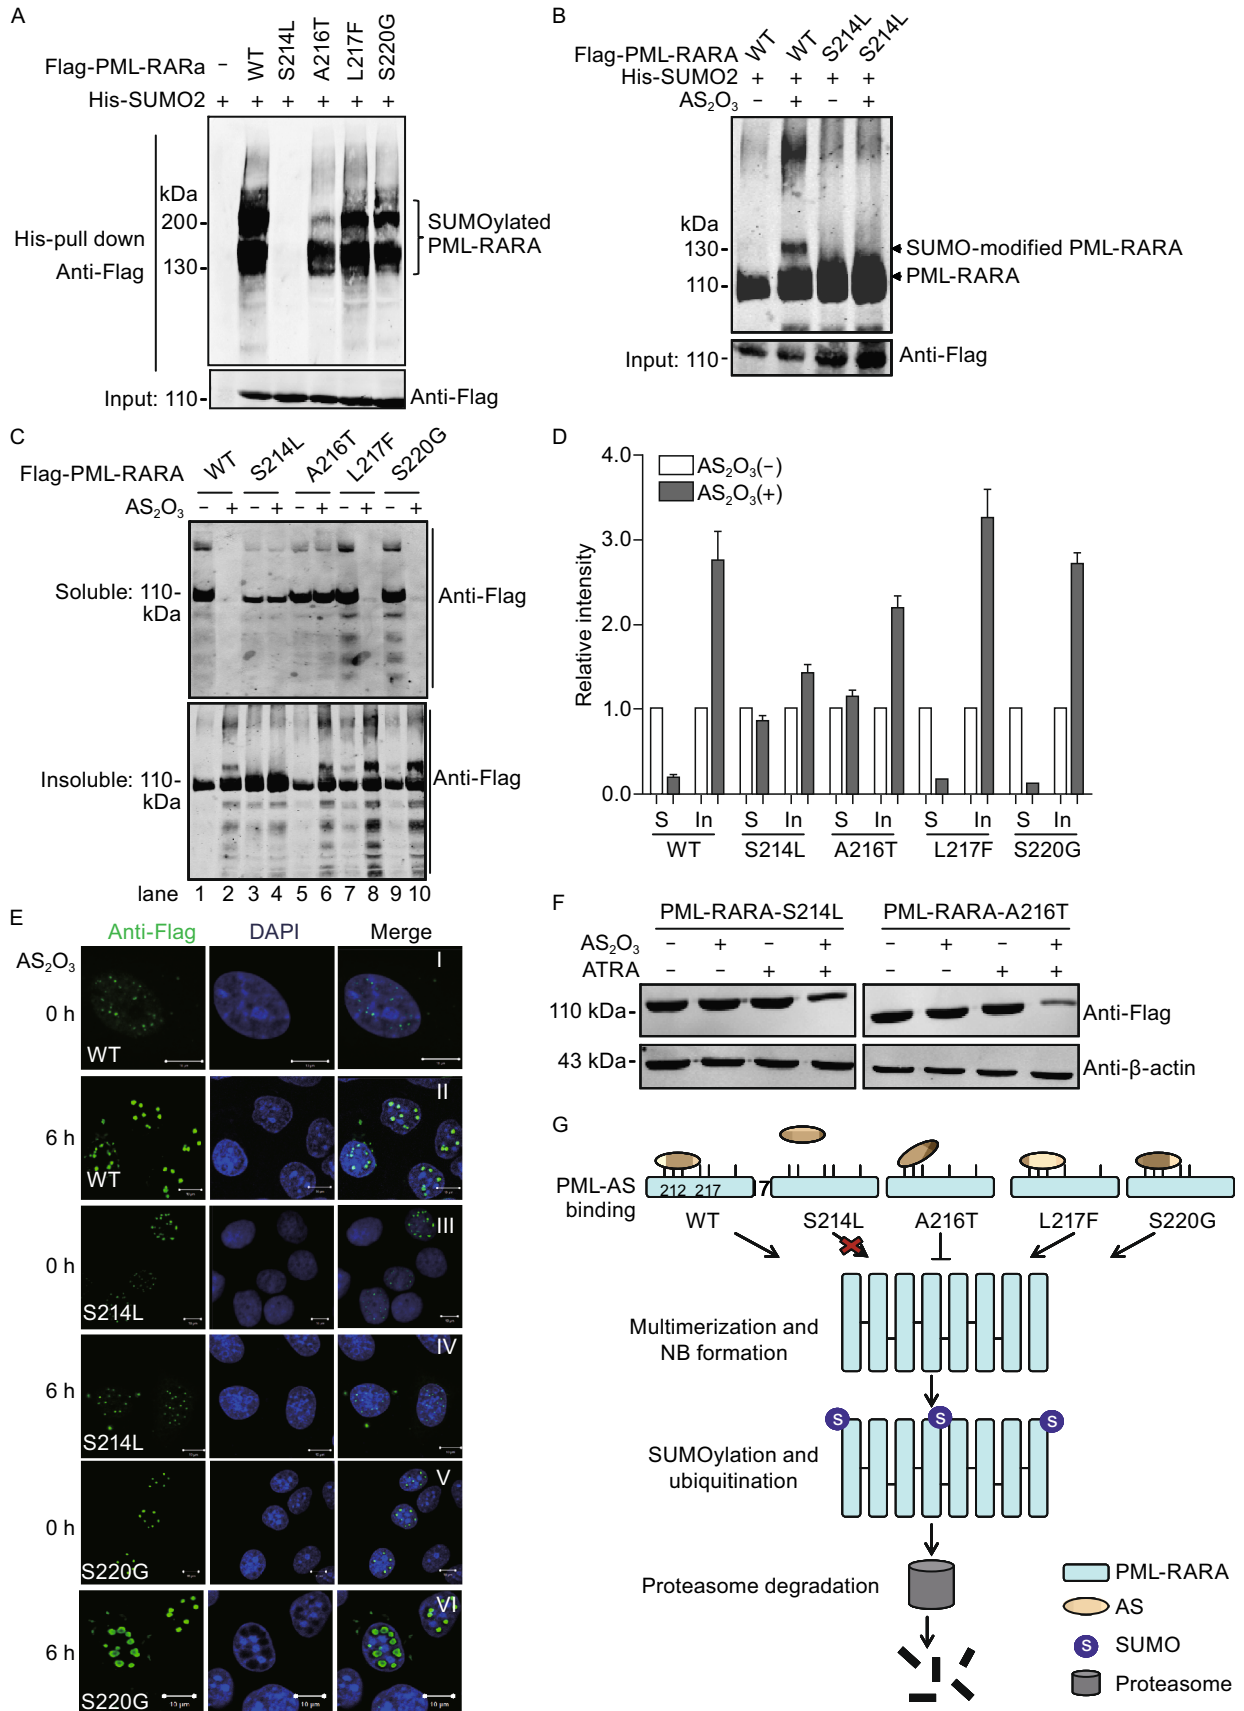 A
Flag-PML-RARa – WT S214L A216T L217F S220G
His-SUMO2 + + + + + +
kDa
200
130
His-pull down
Anti-Flag
SUMOylated
PML-RARA
Input: 110
Anti-Flag
B
Flag-PML-RARA WT WT S214L S214L
His-SUMO2 + + + +
AS2O3 – + – +
kDa
130
110
SUMO-modified PML-RARA
PML-RARA
Input: 110
Anti-Flag
C
Flag-PML-RARA WT S214L A216T L217F S220G
AS2O3 – + – + – + – + – +
Soluble: 110-
kDa
Anti-Flag
Insoluble: 110-
kDa
Anti-Flag
lane 1 2 3 4 5 6 7 8 9 10
D
Relative intensity
4.0
3.0
2.0
1.0
0.0
AS2O3(–)
AS2O3(+)
S In S In S In S In S In
WT S214L A216T L217F S220G
E
Anti-Flag DAPI Merge
AS2O3
0 h WT I
6 h WT II
0 h S214L III
6 h S214L IV
0 h S220G V
6 h S220G VI
10 μm 10 μm 10 μm
F
PML-RARA-S214L PML-RARA-A216T
AS2O3 – + – + – + – +
ATRA – – + + – – + +
110 kDa-
Anti-Flag
43 kDa-
Anti-β-actin
G
PML-AS
binding
212 217
17
WT S214L A216T L217F S220G
Multimerization and
NB formation
S S S
SUMOylation and
ubiquitination
Proteasome degradation
PML-RARA
AS
S SUMO
Proteasome